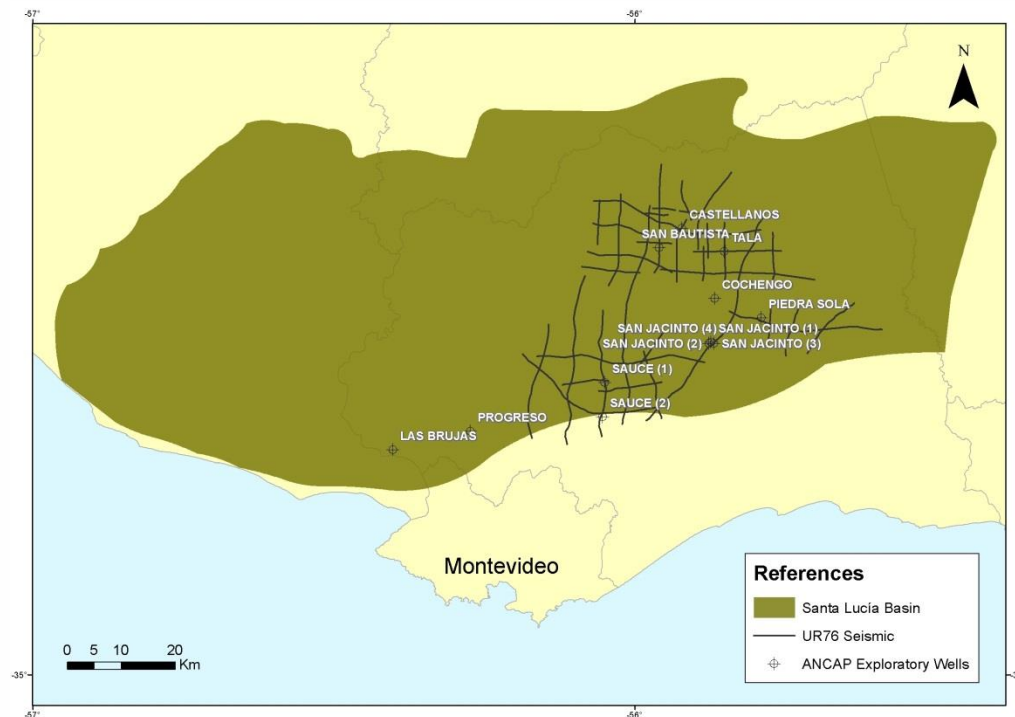 -57°
-56°
N
CASTELLANOS
SAN BAUTISTA
TALA
COCHENGO
PIEDRA SOLA
SAN JACINTO (4)
SAN JACINTO (1)
SAN JACINTO (2)
SAN JACINTO (3)
SAUCE (1)
SAUCE (2)
PROGRESO
LAS BRUJAS
Montevideo
References
Santa Lucía Basin
UR76 Seismic
ANCAP Exploratory Wells
0 5 10 20
Km
-35°
-57°
-56°